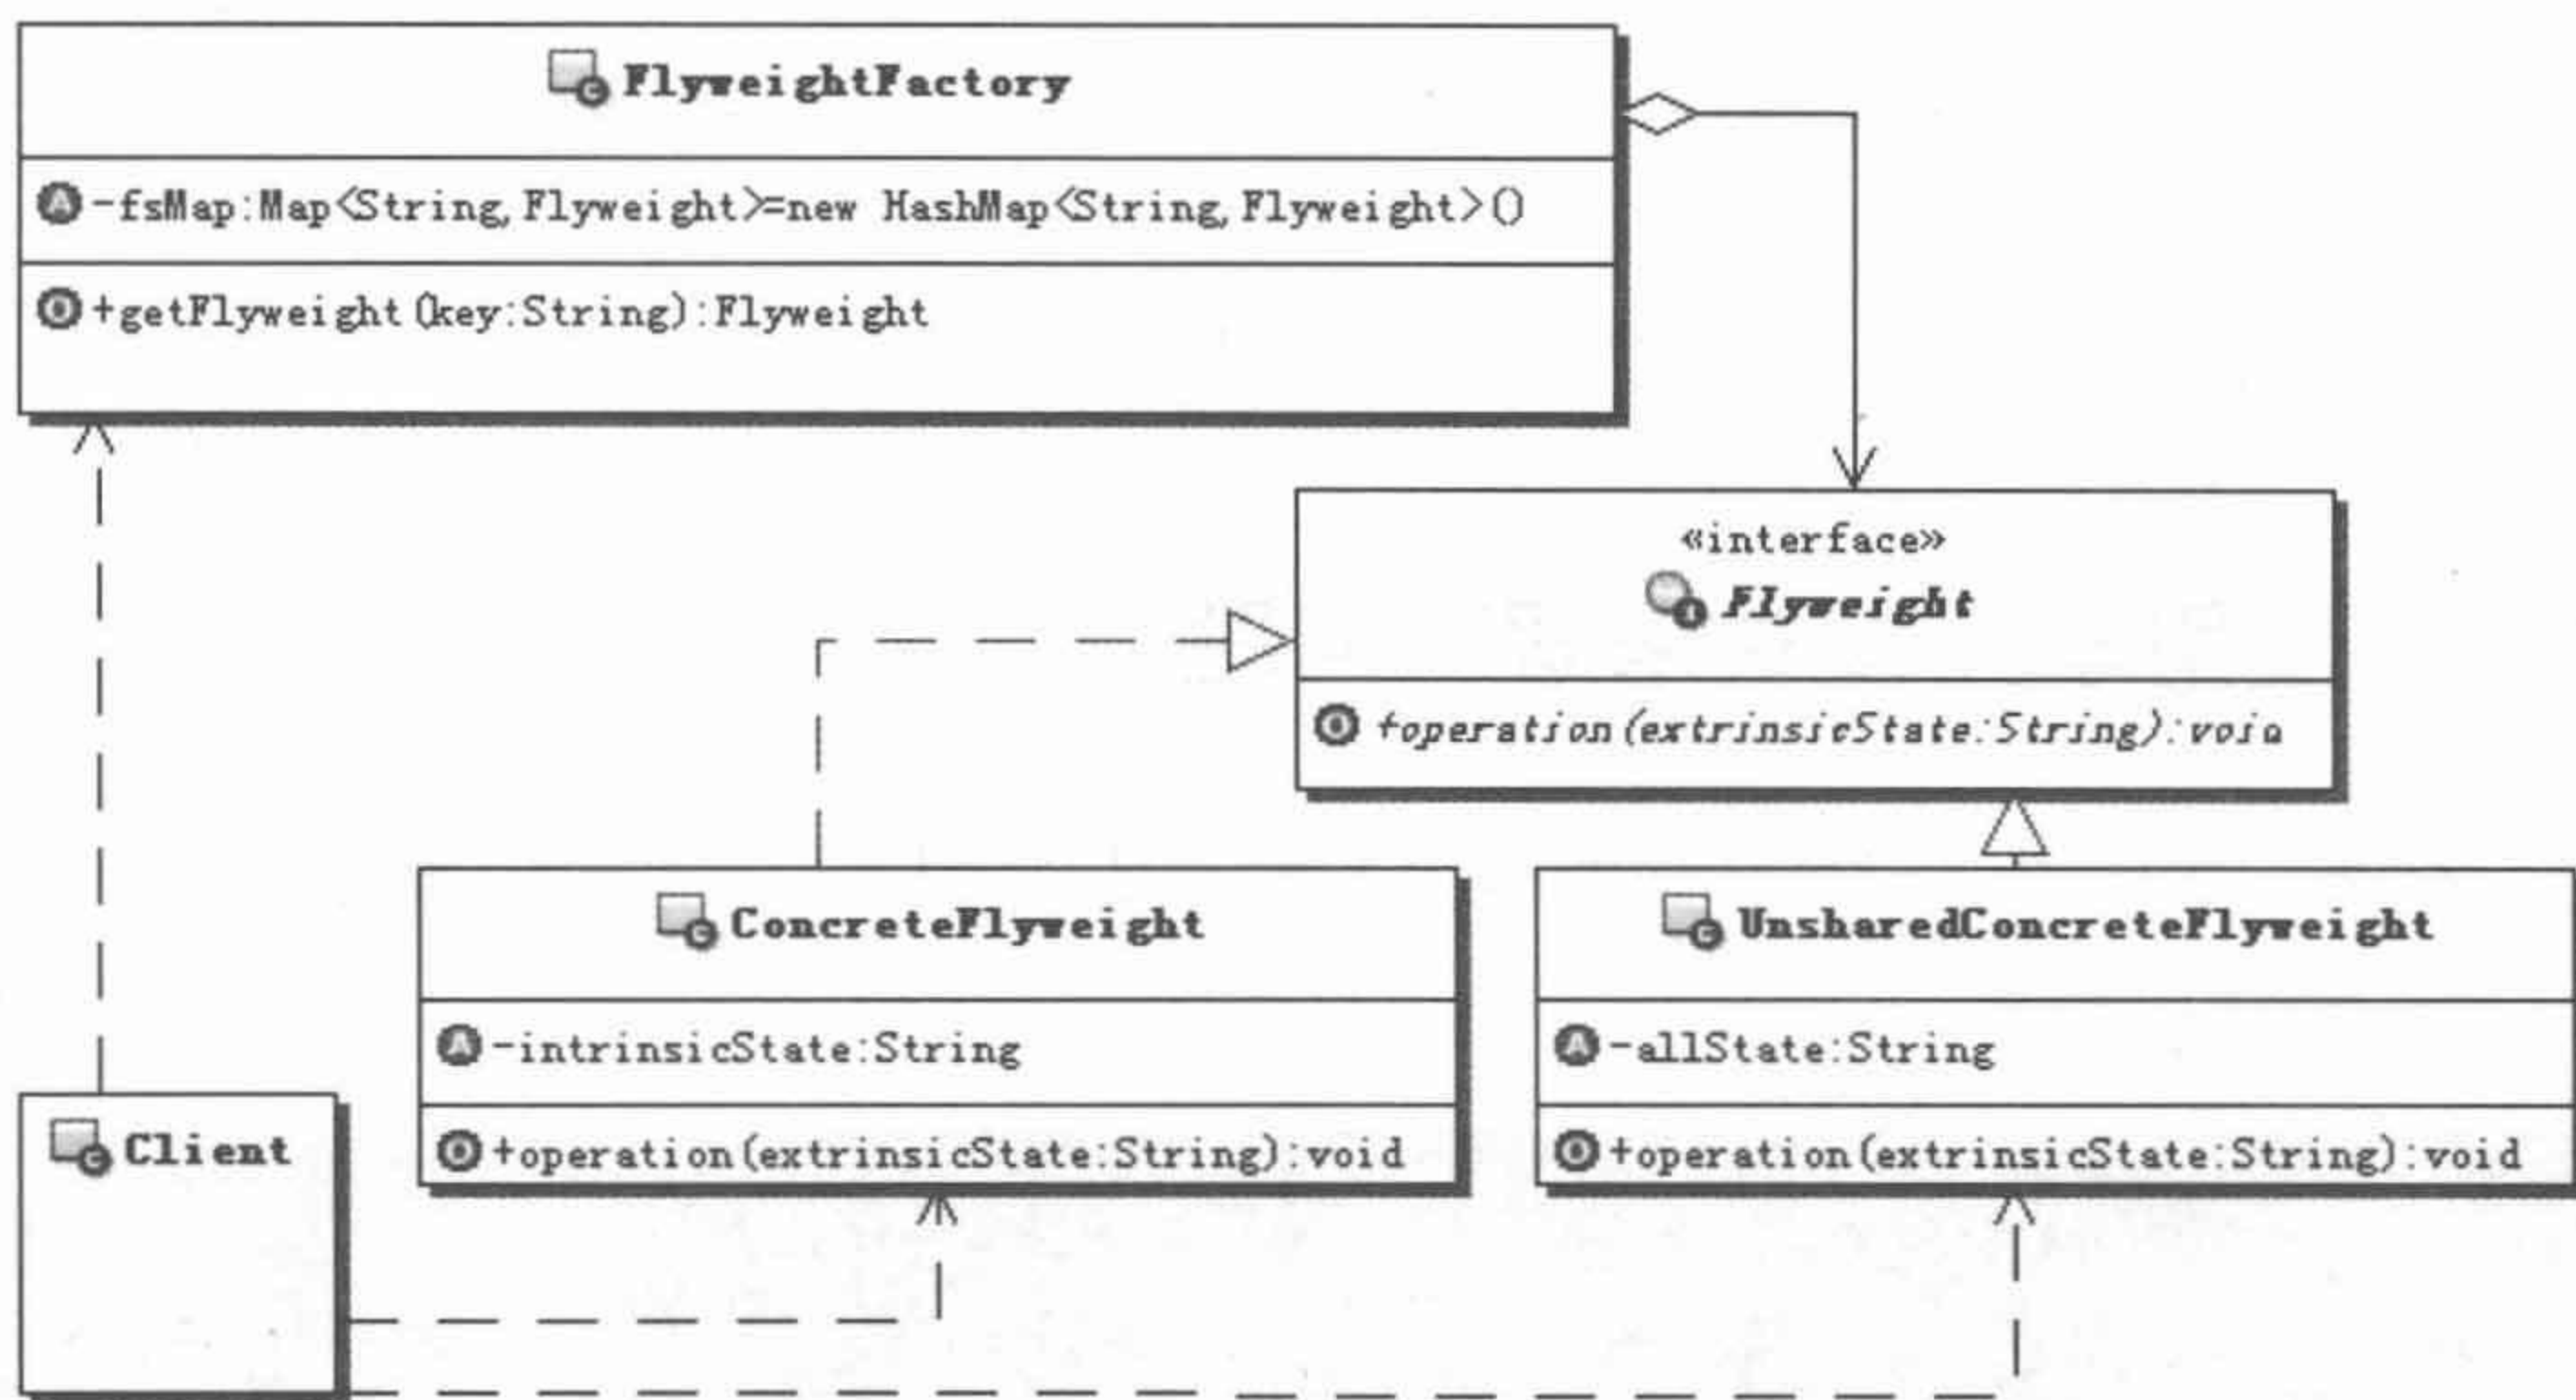 FlyweightFactory
-fsMap:Map<String,Flyweight>=new HashMap<String,Flyweight>()
+getFlyweight(key:String):Flyweight
«interface»
Flyweight
+operation(extrinsicState:String):void
ConcreteFlyweight
-intrinsicState:String
+operation(extrinsicState:String):void
UnsharedConcreteFlyweight
-allState:String
+operation(extrinsicState:String):void
Client